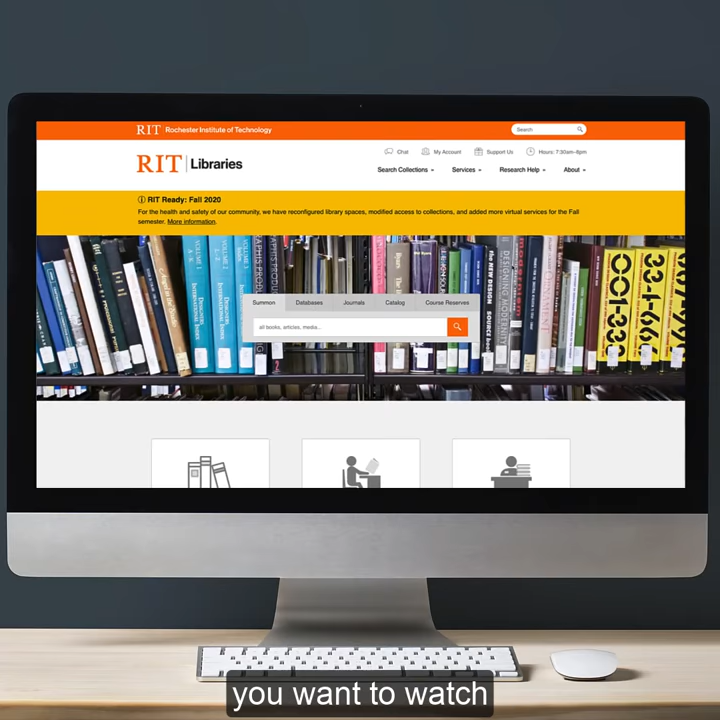 RIT Rochester Institute of Technology
Search
Chat My Account Support Us Hours: 7:30am–8pm
RIT Libraries
Search Collections Services Research Help About
RIT Ready: Fall 2020
For the health and safety of our community, we have reconfigured library spaces, modified access to collections, and added more virtual services for the Fall
semester. More information.
Summon Databases Journals Catalog Course Reserves
all books, articles, media...
you want to watch